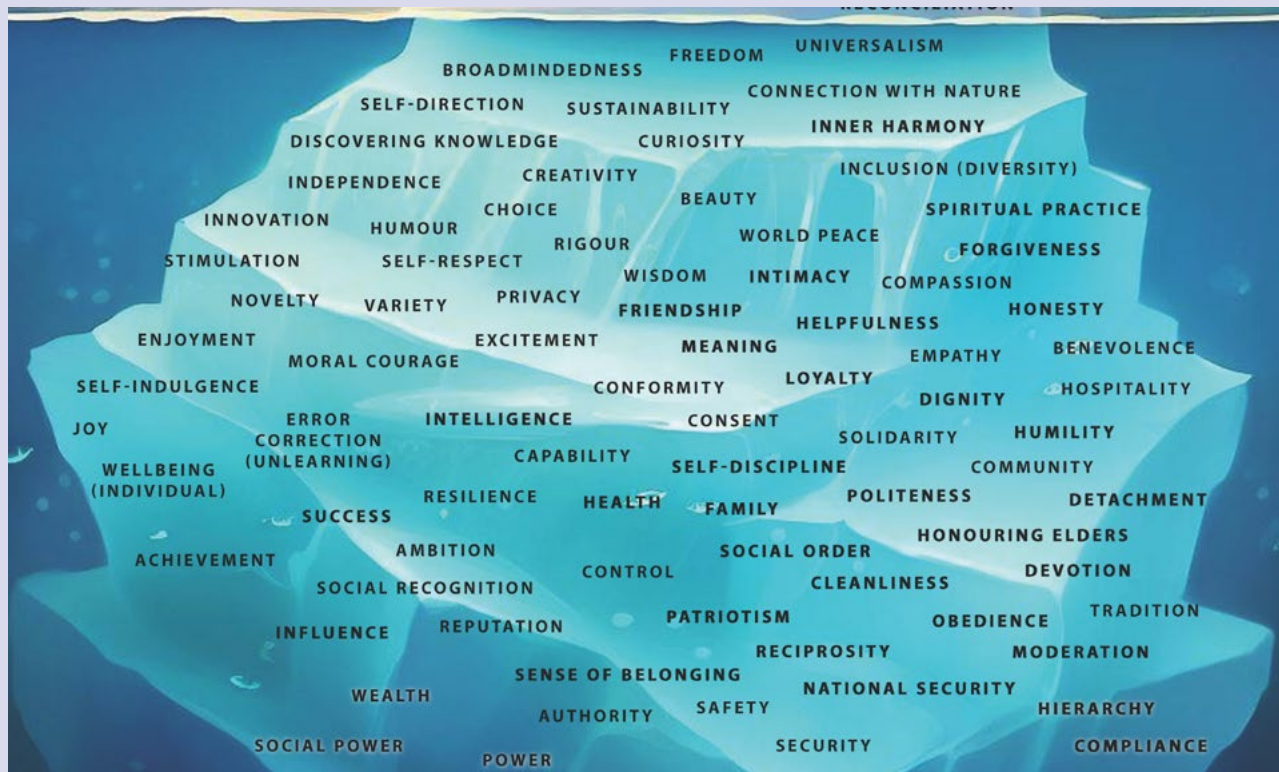 RECONCILIATION
FREEDOM
UNIVERSALISM
BROADMINDEDNESS
CONNECTION WITH NATURE
SELF-DIRECTION
SUSTAINABILITY
INNER HARMONY
DISCOVERING KNOWLEDGE
CURIOSITY
INCLUSION (DIVERSITY)
INDEPENDENCE
CREATIVITY
BEAUTY
CHOICE
SPIRITUAL PRACTICE
INNOVATION
HUMOUR
RIGOUR
WORLD PEACE
FORGIVENESS
STIMULATION
SELF-RESPECT
WISDOM
INTIMACY
COMPASSION
NOVELTY
VARIETY
PRIVACY
FRIENDSHIP
HELPFULNESS
HONESTY
ENJOYMENT
EXCITEMENT
MEANING
EMPATHY
BENEVOLENCE
MORAL COURAGE
SELF-INDULGENCE
CONFORMITY
LOYALTY
DIGNITY
HOSPITALITY
JOY
ERROR
CORRECTION
(UNLEARNING)
INTELLIGENCE
CONSENT
SOLIDARITY
HUMILITY
WELLBEING
(INDIVIDUAL)
CAPABILITY
SELF-DISCIPLINE
COMMUNITY
RESILIENCE
HEALTH
FAMILY
POLITENESS
DETACHMENT
SUCCESS
HONOURING ELDERS
ACHIEVEMENT
AMBITION
SOCIAL ORDER
DEVOTION
SOCIAL RECOGNITION
CONTROL
CLEANLINESS
PATRIOTISM
OBEDIENCE
TRADITION
INFLUENCE
REPUTATION
RECIPROSITY
MODERATION
SENSE OF BELONGING
NATIONAL SECURITY
WEALTH
AUTHORITY
SAFETY
HIERARCHY
SOCIAL POWER
POWER
SECURITY
COMPLIANCE